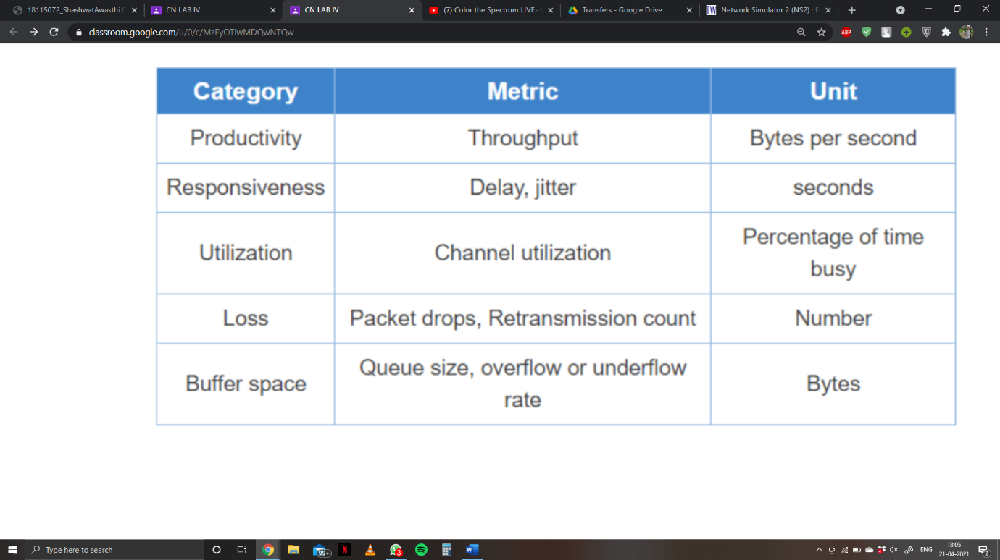 18115072_ShashwatAwasthi
CN LAB IV
CN LAB IV
(7) Color the Spectrum LIVE-
Transfers - Google Drive
Network Simulator 2 (NS2) :
classroom.google.com/u/0/c/MzEyOTIwMDQwNTQw
ABP
Category Metric Unit
Productivity Throughput Bytes per second
Responsiveness Delay, jitter seconds
Utilization Channel utilization Percentage of time
busy
Loss Packet drops, Retransmission count Number
Buffer space Queue size, overflow or underflow
rate
Bytes
Type here to search
99+
N
3
W
ENG
18:05
21-04-2021
2